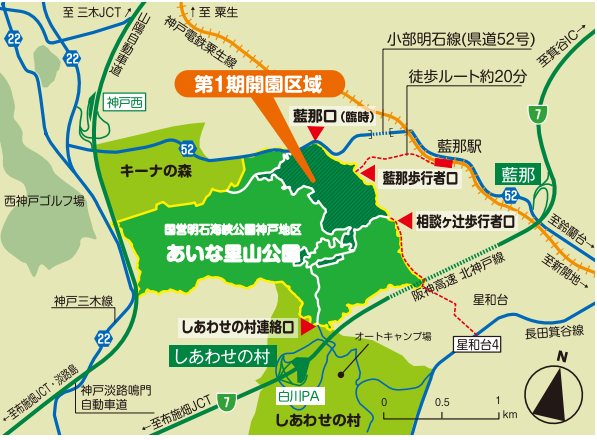 至 三木JCT
山陽自動車道
至 粟生
神戸電鉄粟生線
小部明石線(県道52号)
徒歩ルート約20分
至箕谷IC
22
22
第1期開園区域
神戸西
7
藍那口(臨時)
藍那駅
52
藍那
キーナの森
藍那歩行者口
52
西神戸ゴルフ場
相談ヶ辻歩行者口
国営明石海峡公園神戸地区
あいな里山公園
至鈴蘭台
至新開地
阪神高速 北神戸線
神戸三木線
星和台
しあわせの村連絡口
長田箕谷線
22
オートキャンプ場
星和台4
しあわせの村
N
至布施畑JCT・淡路島
神戸淡路鳴門
自動車道
白川PA
至布施畑JCT
7
しあわせの村
0 0.5 1
km